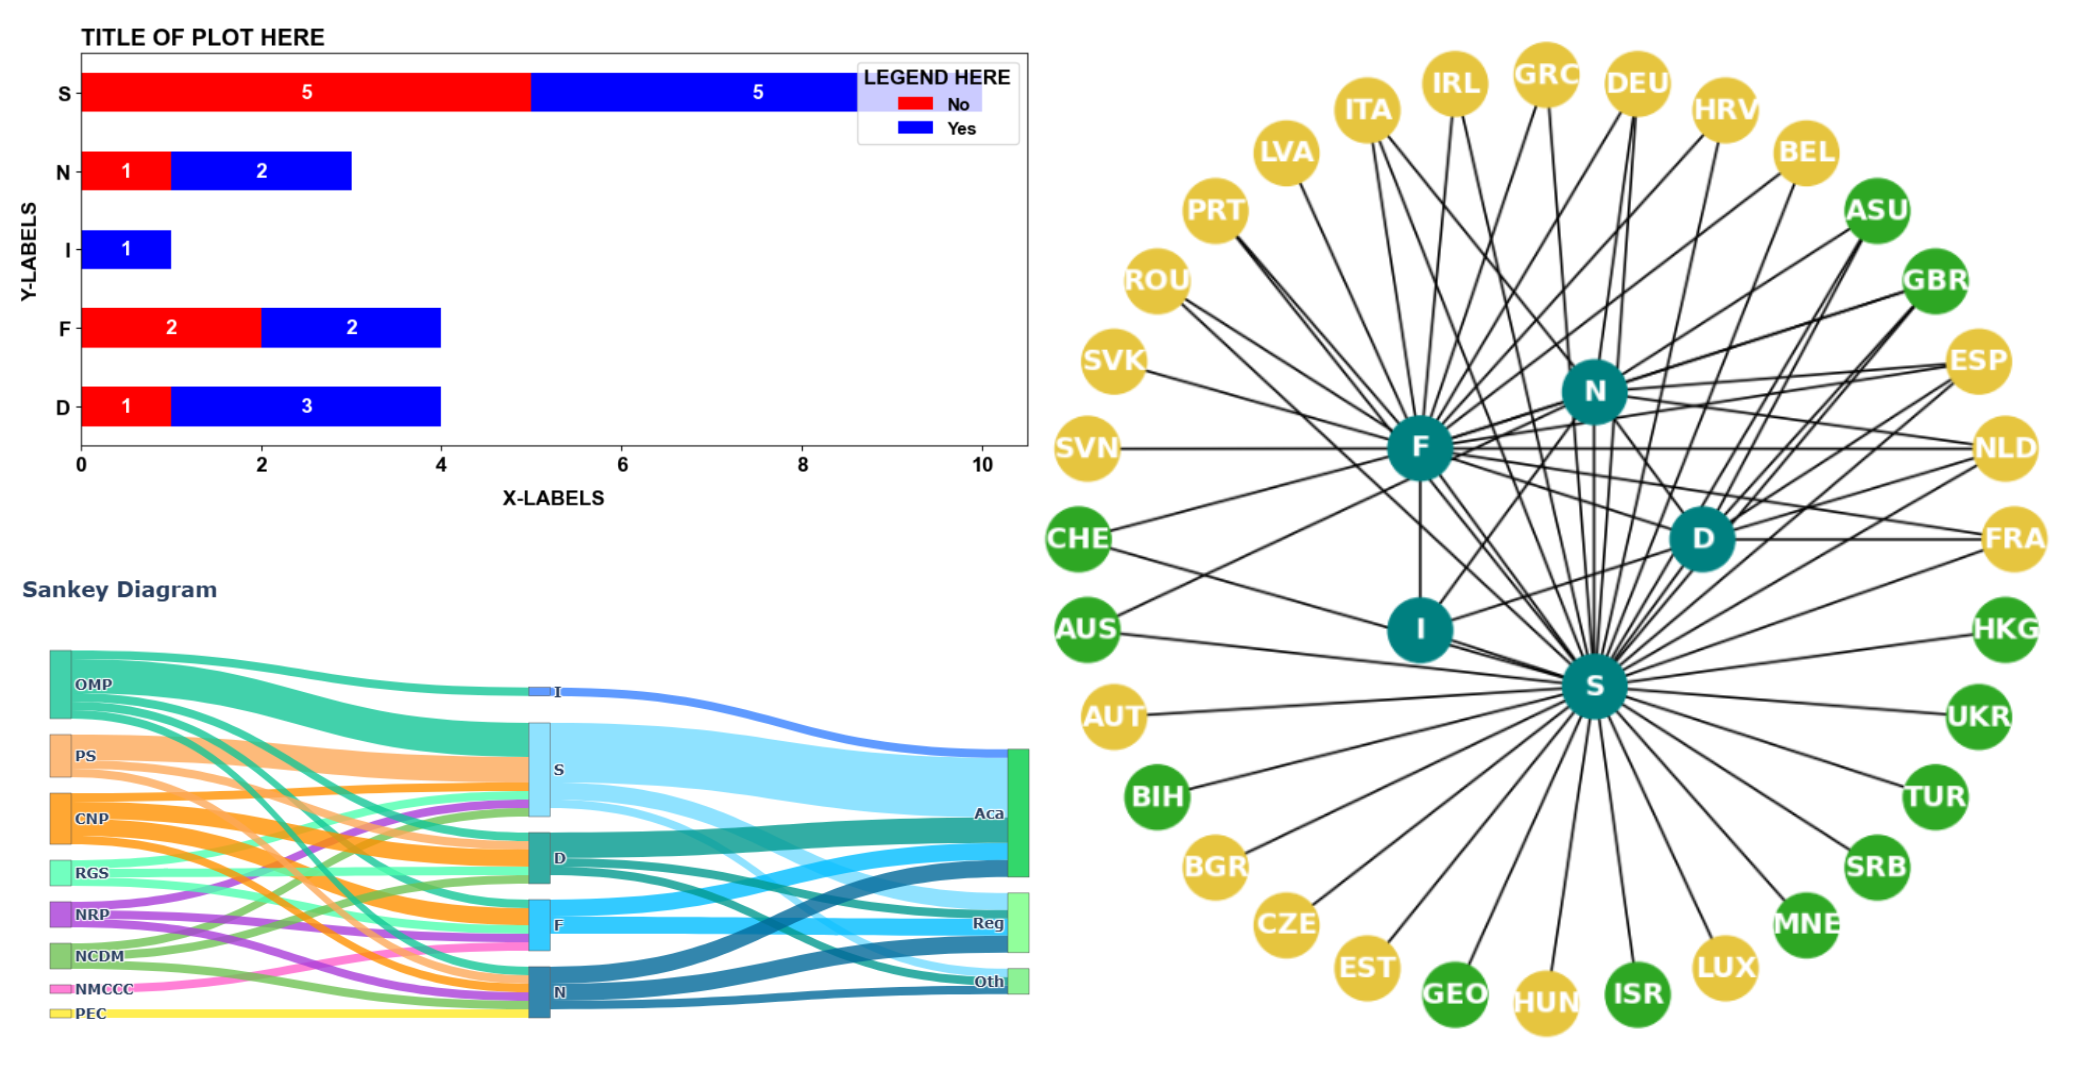 TITLE OF PLOT HERE
LEGEND HERE
No
Yes
Y-LABELS
S
5
5
N
1
2
I
1
F
2
2
D
1
3
0
2
4
6
8
10
X-LABELS
Sankey Diagram
OMP
PS
CNP
RGS
NRP
NCDM
NMCCC
PEC
I
S
D
F
N
Aca
Reg
Oth
GRC
IRL
DEU
ITA
HRV
LVA
BEL
PRT
ASU
ROU
GBR
SVK
ESP
N
SVN
F
NLD
CHE
D
FRA
AUS
I
HKG
S
AUT
UKR
BIH
TUR
BGR
SRB
CZE
MNE
EST
LUX
GEO
ISR
HUN